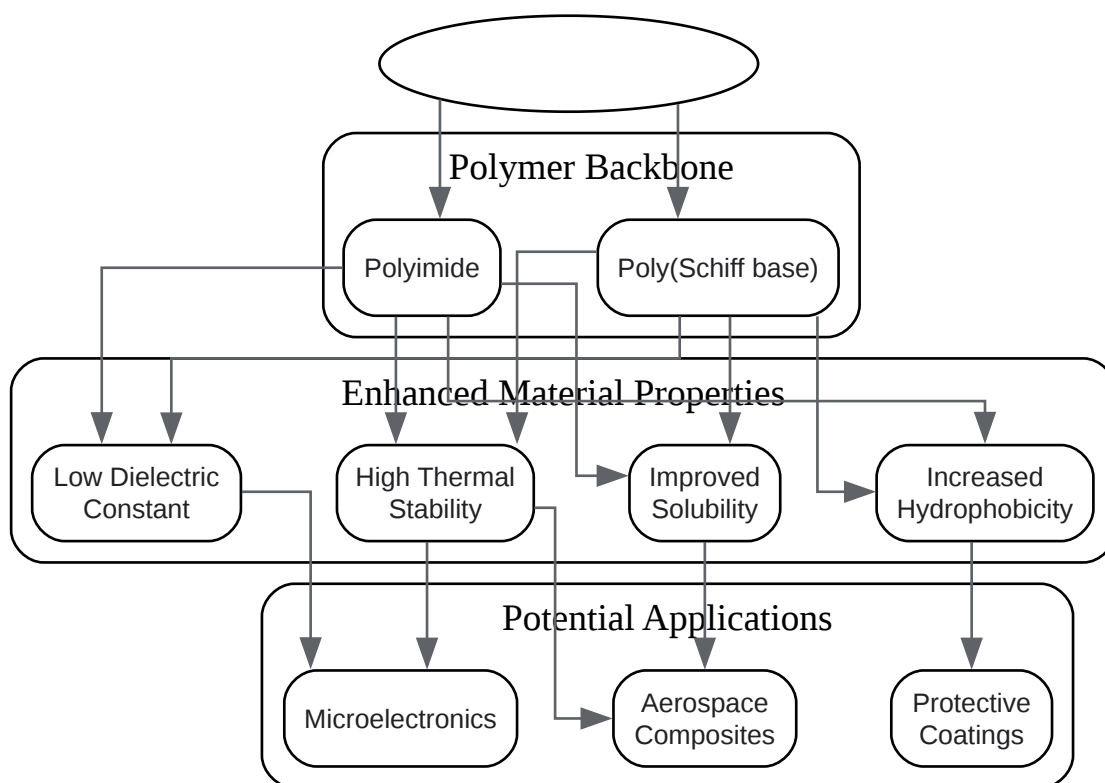 Polymer Backbone
Polyimide
Poly(Schiff base)
Enhanced Material Properties
Low Dielectric
Constant
High Thermal
Stability
Improved
Solubility
Increased
Hydrophobicity
Potential Applications
Microelectronics
Aerospace
Composites
Protective
Coatings